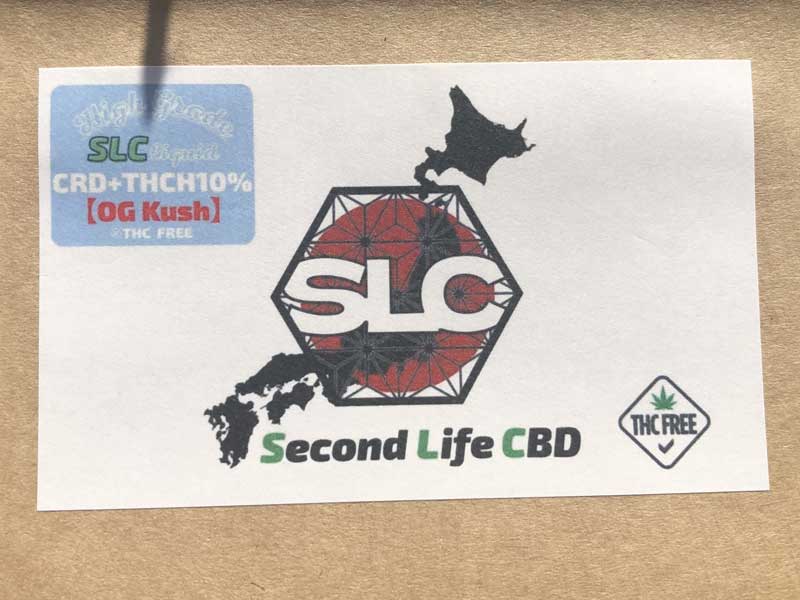 High Grade
SLC Liquid
CRD+THCH10%
【OG Kush】
※THC FREE
SLC
Second Life CBD
THC FREE